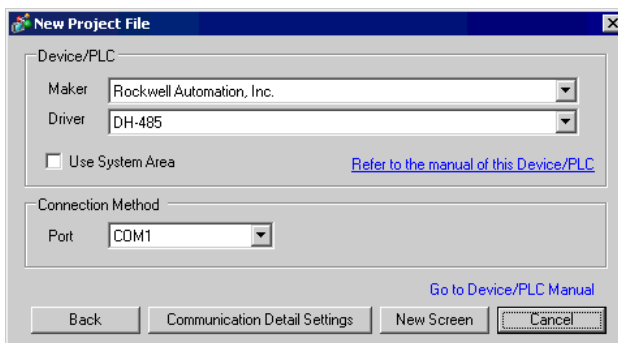 New Project File
Device/PLC
Maker Rockwell Automation, Inc.
Driver DH-485
Use System Area Refer to the manual of this Device/PLC
Connection Method
Port COM1
Go to Device/PLC Manual
Back Communication Detail Settings New Screen Cancel